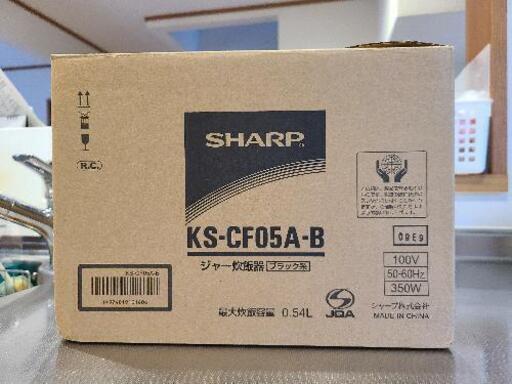 SHARP
R.C.
KS-CF05A-B
ジャー炊飯器 ブラック系
KS-CF05A-B
最大炊飯容量 0.54L
JQA
100V
50-60Hz
350W
シャープ株式会社
MADE IN CHINA